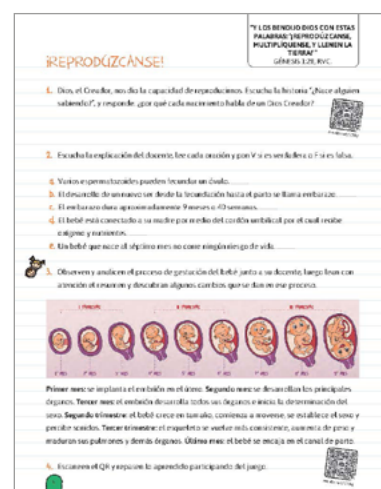 "Y LOS BENDIJO DIOS CON ESTAS
PALABRAS: "¡REPRODÚZCANSE,
MULTIPLÍQUENSE, Y LLENEN LA
TIERRA!"
GÉNESIS 1:28, RVC.
¡REPRODÚZCANSE!
1. Dios, el Creador, nos dio la capacidad de reproducirnos. Escucha la historia "¿Nace alguien
sabiendo?", y responde: ¿por qué cada nacimiento habla de un Dios Creador?
2. Escucha la explicación del docente, lee cada oración y pon V si es verdadera o F si es falsa.
a. Varios espermatozoides pueden fecundar un óvulo.
b. El desarrollo de un nuevo ser desde la fecundación hasta el parto se llama embarazo.
c. El embarazo dura aproximadamente 9 meses o 40 semanas.
d. El bebé está conectado a su madre por medio del cordón umbilical por el cual recibe
oxígeno y nutrientes.
e. Un bebé que nace al séptimo mes no corre ningún riesgo de vida.
3. Observen y analicen el proceso de gestación del bebé junto a su docente, luego lean con
atención el resumen y descubran algunos cambios que se dan en ese proceso.
Primer mes: se implanta el embrión en el útero. Segundo mes: se desarrollan los principales
órganos. Tercer mes: el embrión desarrolla todos sus órganos e inicia la determinación del
sexo. Segundo trimestre: el bebé crece en tamaño, comienza a moverse, se establece el sexo y
percibe sonidos. Tercer trimestre: el esqueleto se vuelve más consistente, aumenta de peso y
maduran sus pulmones y demás órganos. Último mes: el bebé se encaja en el canal de parto.
4. Escaneen el QR y repasen lo aprendido participando del juego.